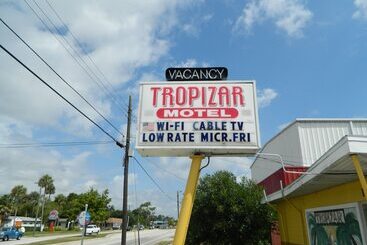 VACANCY
TROPIZAR
MOTEL
WI-FI CABLE TV
LOW RATE MICR.FRI